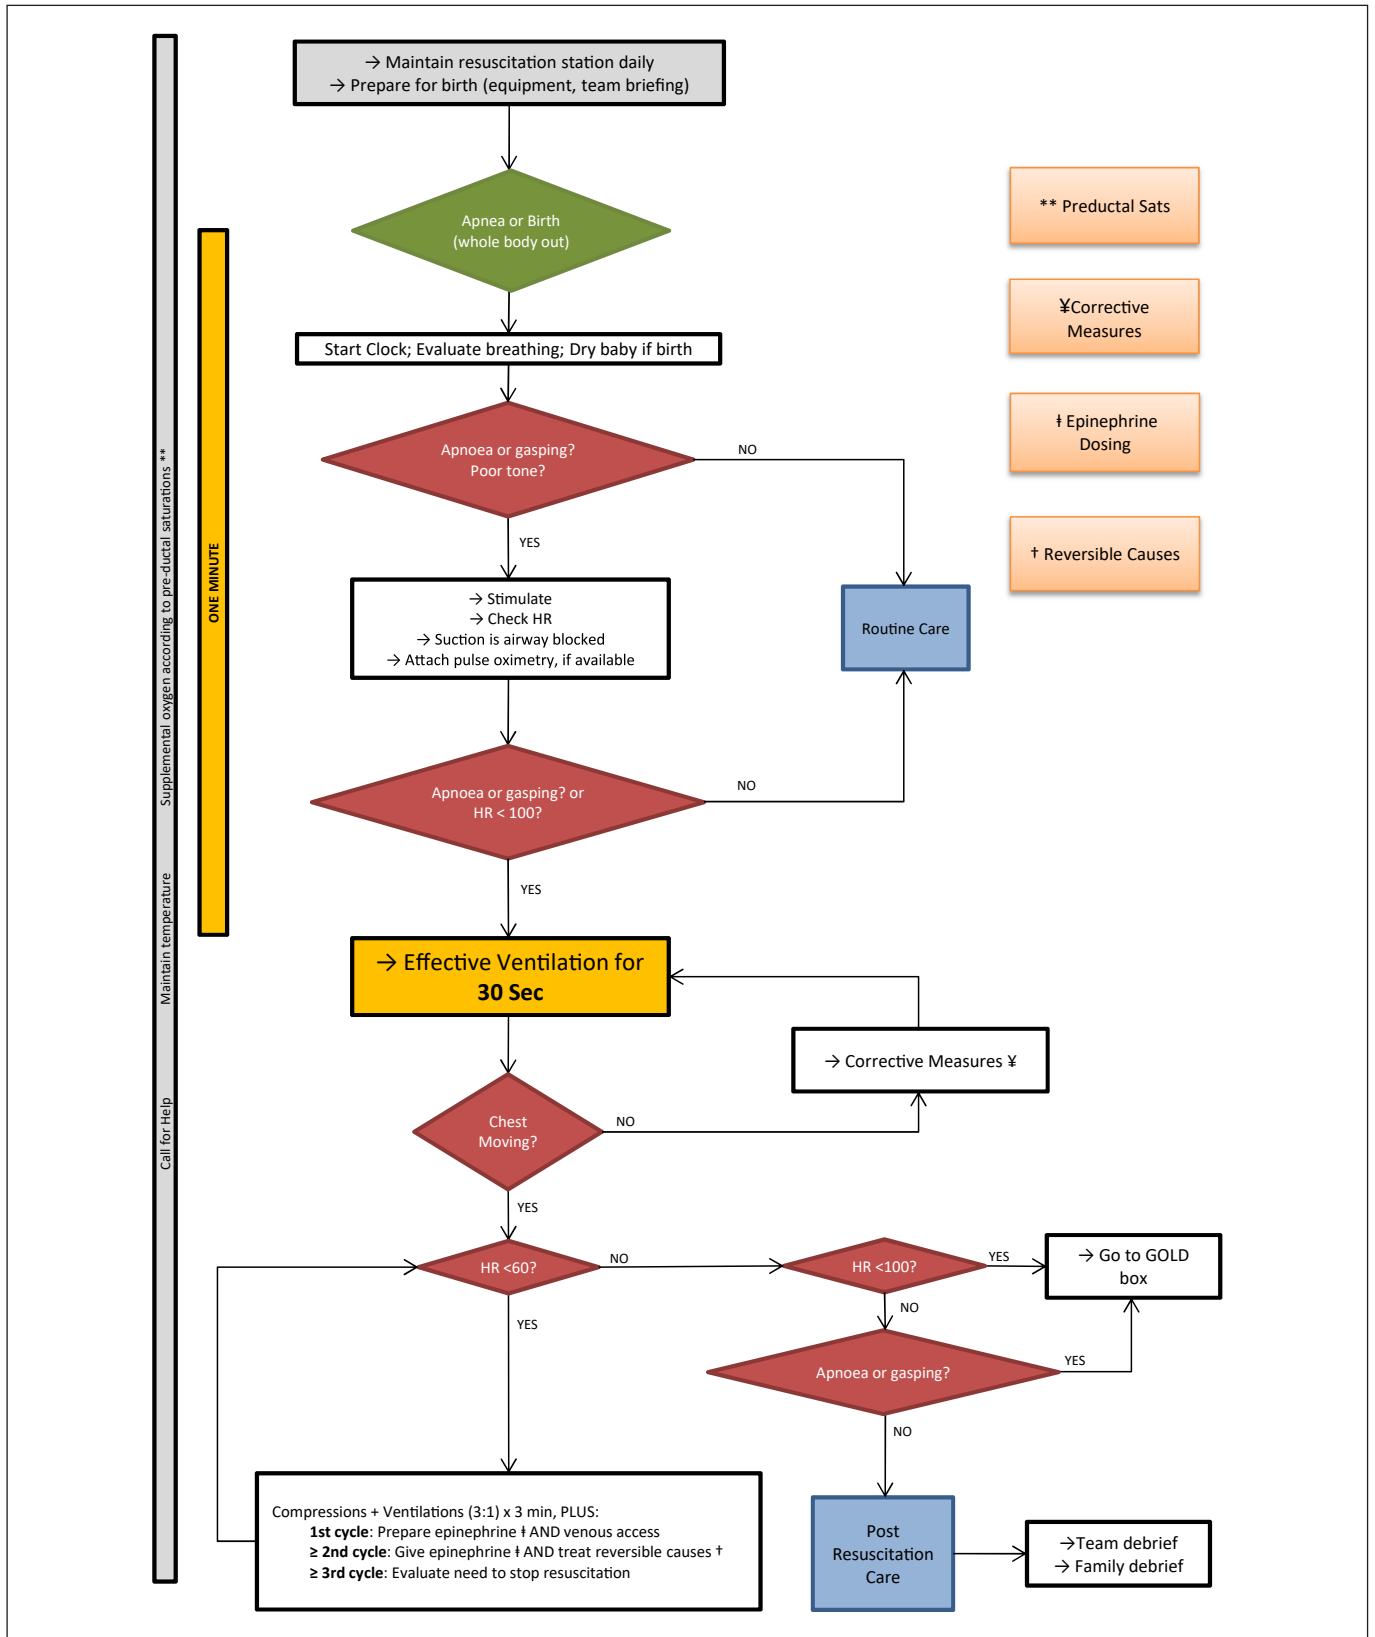 → Maintain resuscitation station daily
→ Prepare for birth (equipment, team briefing)
Apnea or Birth
(whole body out)
Start Clock; Evaluate breathing; Dry baby if birth
Apnoea or gasping?
Poor tone?
NO
YES
→ Stimulate
→ Check HR
→ Suction is airway blocked
→ Attach pulse oximetry, if available
Routine Care
Apnoea or gasping? or
HR < 100?
NO
YES
→ Effective Ventilation for
30 Sec
→ Corrective Measures ¥
Chest
Moving?
NO
YES
HR <60?
NO
HR <100?
YES
→ Go to GOLD
box
YES
NO
Apnoea or gasping?
YES
NO
Compressions + Ventilations (3:1) x 3 min, PLUS:
1st cycle: Prepare epinephrine ǂ AND venous access
≥ 2nd cycle: Give epinephrine ǂ AND treat reversible causes †
≥ 3rd cycle: Evaluate need to stop resuscitation
Post
Resuscitation
Care
→Team debrief
→ Family debrief
** Preductal Sats
¥Corrective
Measures
ǂ Epinephrine
Dosing
† Reversible Causes
ONE MINUTE
Call for Help Maintain temperature Supplemental oxygen according to pre-ductal saturations **